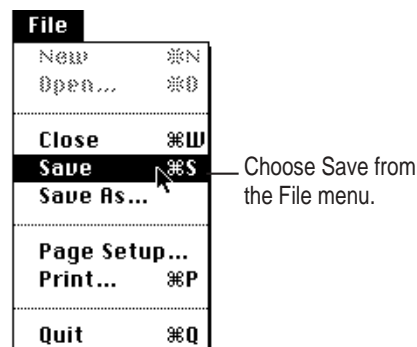 File
New ⌘N
Open... ⌘O
Close ⌘W
Save ⌘S
Save As...
Page Setup...
Print... ⌘P
Quit ⌘Q
Choose Save from
the File menu.